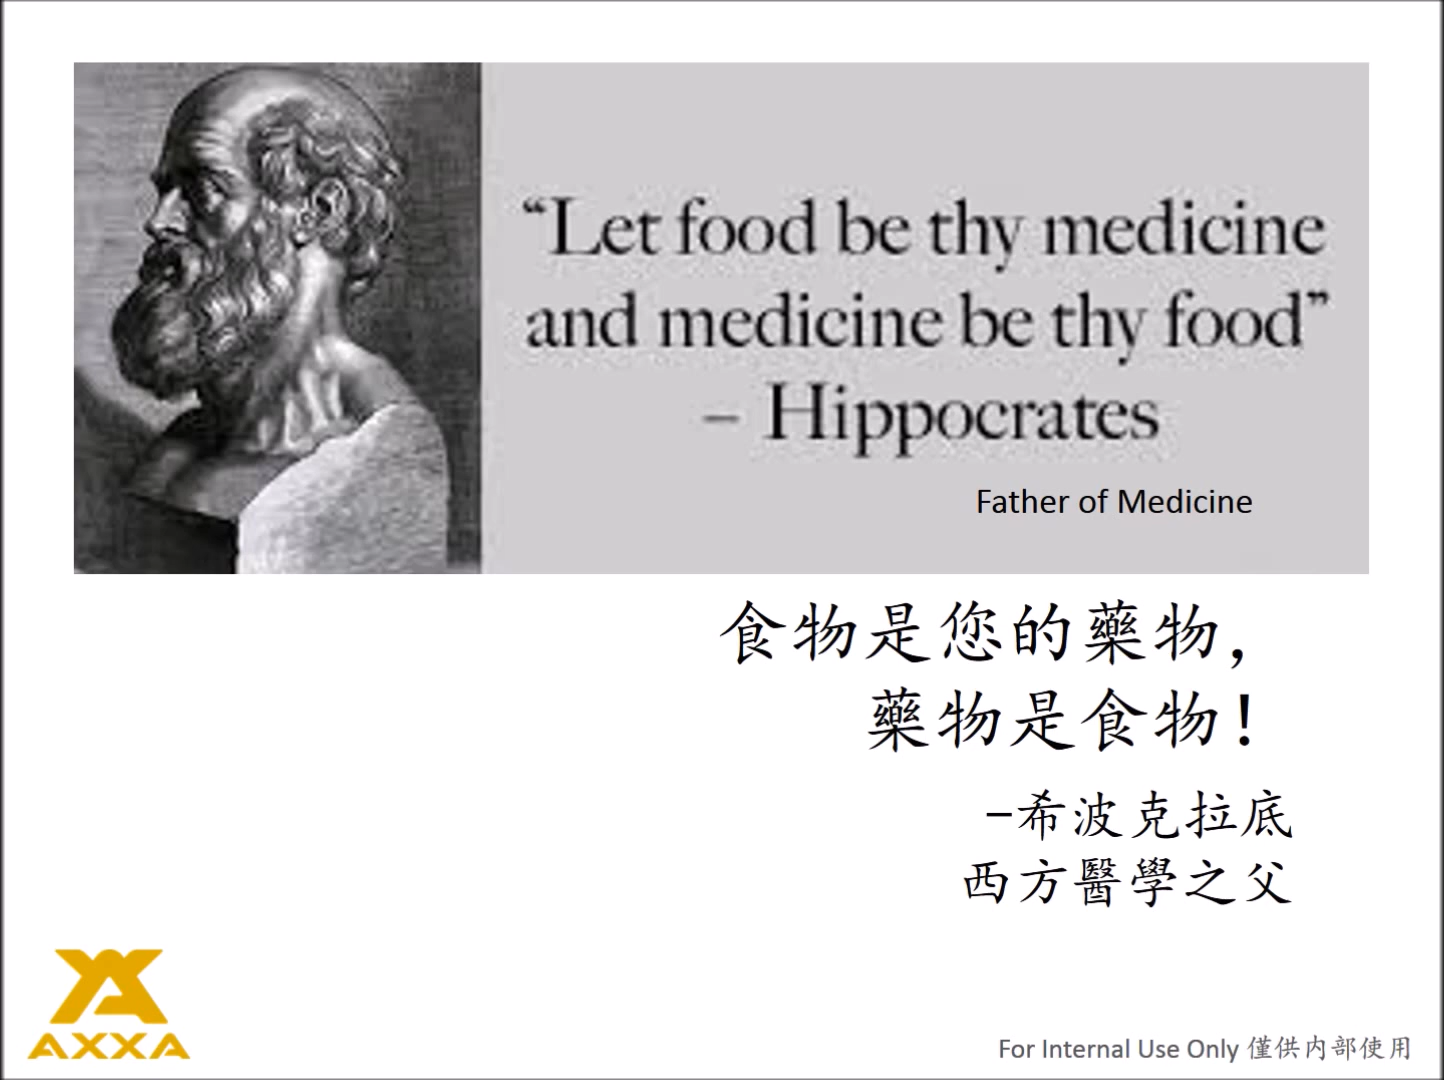 “Let food be thy medicine
and medicine be thy food”
– Hippocrates
Father of Medicine
食物是您的藥物，
藥物是食物！
-希波克拉底
西方醫學之父
AXXA
For Internal Use Only 僅供內部使用